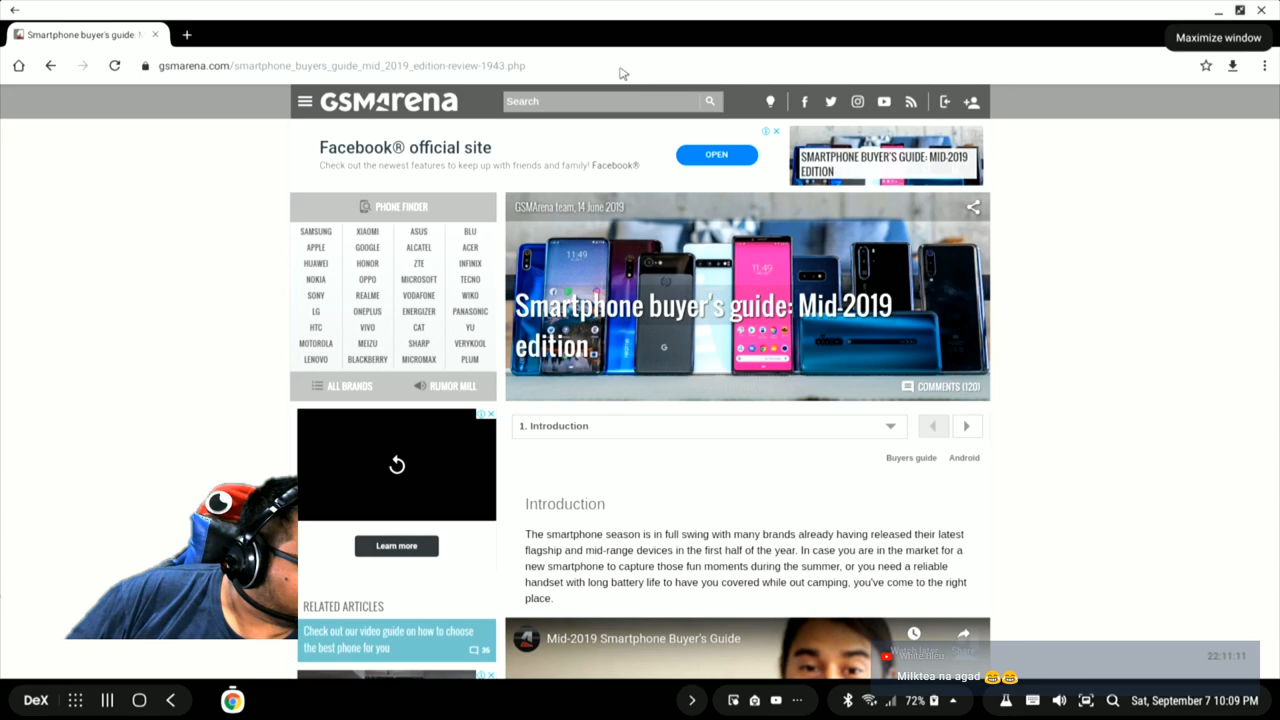 Smartphone buyer's guide:
Maximize window
gsmarena.com/smartphone_buyers_guide_mid_2019_edition-review-1943.php
GSMArena
Search
Facebook® official site
Check out the newest features to keep up with friends and family! Facebook®
OPEN
SMARTPHONE BUYER'S GUIDE: MID-2019
EDITION
PHONE FINDER
SAMSUNG XIAOMI ASUS BLU
APPLE GOOGLE ALCATEL ACER
HUAWEI HONOR ZTE INFINIX
NOKIA OPPO MICROSOFT TECNO
SONY REALME VODAFONE WIKO
LG ONEPLUS ENERGIZER PANASONIC
HTC VIVO CAT YU
MOTOROLA MEIZU SHARP VERYKOOL
LENOVO BLACKBERRY MICROMAX PLUM
ALL BRANDS RUMOR MILL
GSMArena team, 14 June 2019
11:49
11:49
Smartphone buyer's guide: Mid-2019
edition
COMMENTS (120)
1. Introduction
Buyers guide Android
Introduction
The smartphone season is in full swing with many brands already having released their latest
flagship and mid-range devices in the first half of the year. In case you are in the market for a
new smartphone to capture those fun moments during the summer, or you need a reliable
handset with long battery life to have you covered while out camping, you've come to the right
place.
Learn more
RELATED ARTICLES
Check out our video guide on how to choose
the best phone for you
35
Mid-2019 Smartphone Buyer's Guide
Watch later Share
White Bleu
22:11:11
Milktea na agad 😂😂
DeX
72%
Sat, September 7 10:09 PM